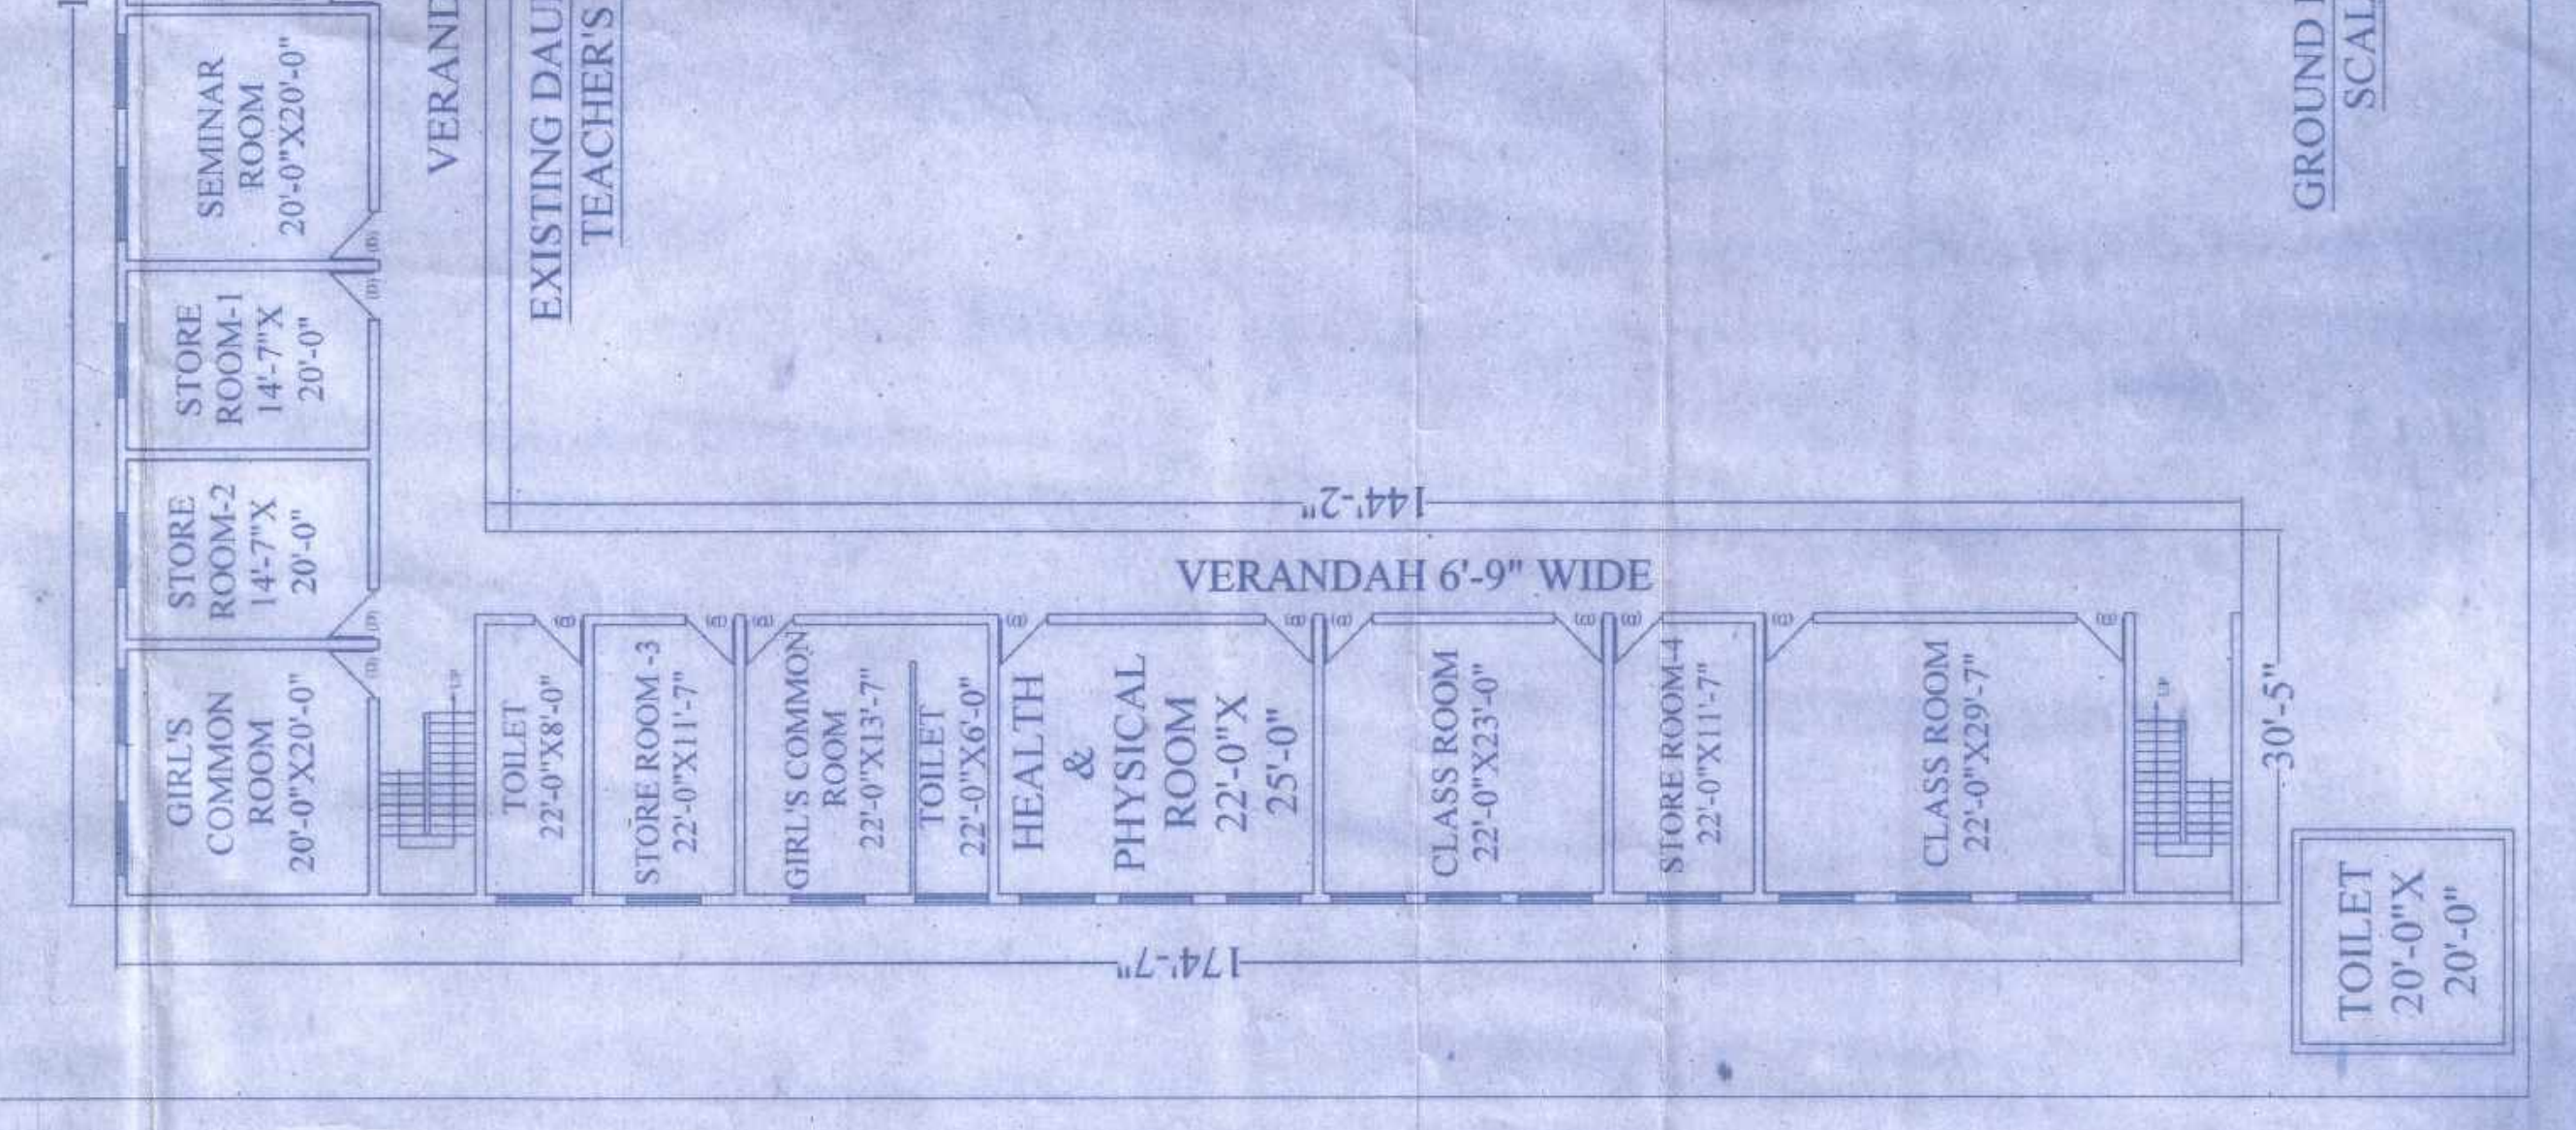 SEMINAR
ROOM
20'-0"X20'-0"
STORE
ROOM-1
14'-7"X
20'-0"
STORE
ROOM-2
14'-7"X
20'-0"
GIRL'S
COMMON
ROOM
20'-0"X20'-0"
VERAND
EXISTING DAU
TEACHER'S
GROUND
SCAL
144'-2"
VERANDAH 6'-9" WIDE
UP
TOILET
22'-0"X8'-0"
STORE ROOM -3
22'-0"X11'-7"
GIRL'S COMMON
ROOM
22'-0"X13'-7"
TOILET
22'-0"X6'-0"
HEALTH
&
PHYSICAL
ROOM
22'-0"X
25'-0"
CLASS ROOM
22'-0"X23'-0"
STORE ROOM-4
22'-0"X11'-7"
CLASS ROOM
22'-0"X29'-7"
UP
30'-5"
174'-7"
TOILET
20'-0"X
20'-0"